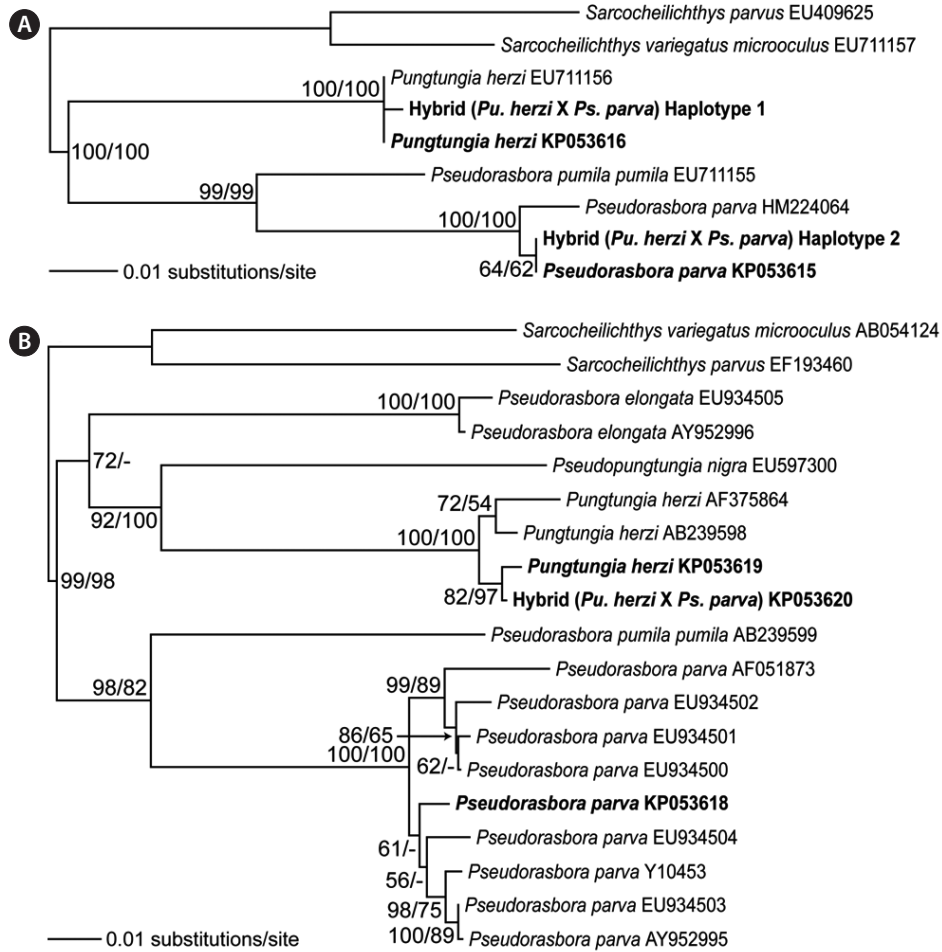 A
Sarcocheilichthys parvus EU409625
Sarcocheilichthys variegatus microoculus EU711157
Pungtungia herzi EU711156
100/100
Hybrid (Pu. herzi X Ps. parva) Haplotype 1
Pungtungia herzi KP053616
100/100
Pseudorasbora pumila pumila EU711155
99/99
Pseudorasbora parva HM224064
100/100
Hybrid (Pu. herzi X Ps. parva) Haplotype 2
64/62
Pseudorasbora parva KP053615
0.01 substitutions/site
B
Sarcocheilichthys variegatus microoculus AB054124
Sarcocheilichthys parvus EF193460
Pseudorasbora elongata EU934505
100/100
Pseudorasbora elongata AY952996
72/-
Pseudopungtungia nigra EU597300
Pungtungia herzi AF375864
72/54
92/100
Pungtungia herzi AB239598
100/100
Pungtungia herzi KP053619
99/98
82/97
Hybrid (Pu. herzi X Ps. parva) KP053620
Pseudorasbora pumila pumila AB239599
Pseudorasbora parva AF051873
98/82
99/89
Pseudorasbora parva EU934502
86/65
Pseudorasbora parva EU934501
100/100
62/-
Pseudorasbora parva EU934500
Pseudorasbora parva KP053618
Pseudorasbora parva EU934504
61/-
Pseudorasbora parva Y10453
56/-
Pseudorasbora parva EU934503
98/75
100/89
Pseudorasbora parva AY952995
0.01 substitutions/site